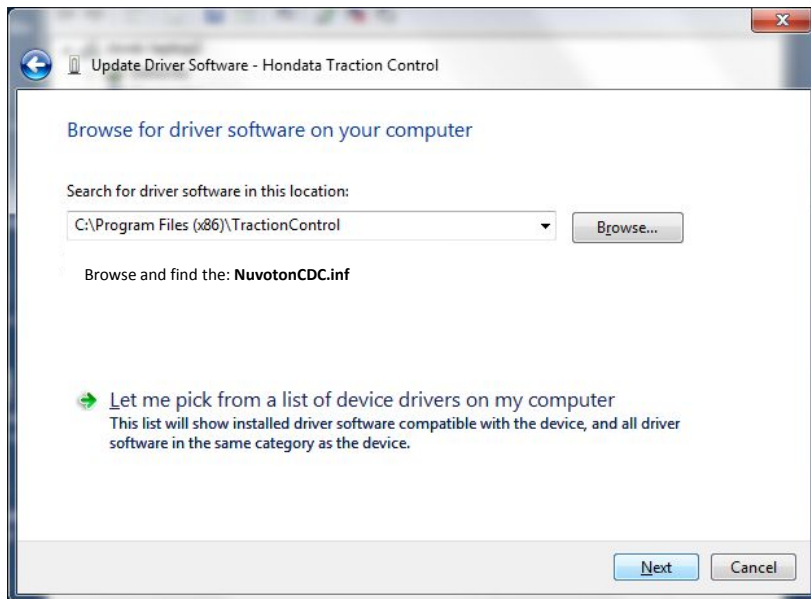 Update Driver Software - Hondata Traction Control
Browse for driver software on your computer
Search for driver software in this location:
C:\Program Files (x86)\TractionControl
Browse...
Browse and find the: NuvotonCDC.inf
Let me pick from a list of device drivers on my computer
This list will show installed driver software compatible with the device, and all driver
software in the same category as the device.
Next
Cancel